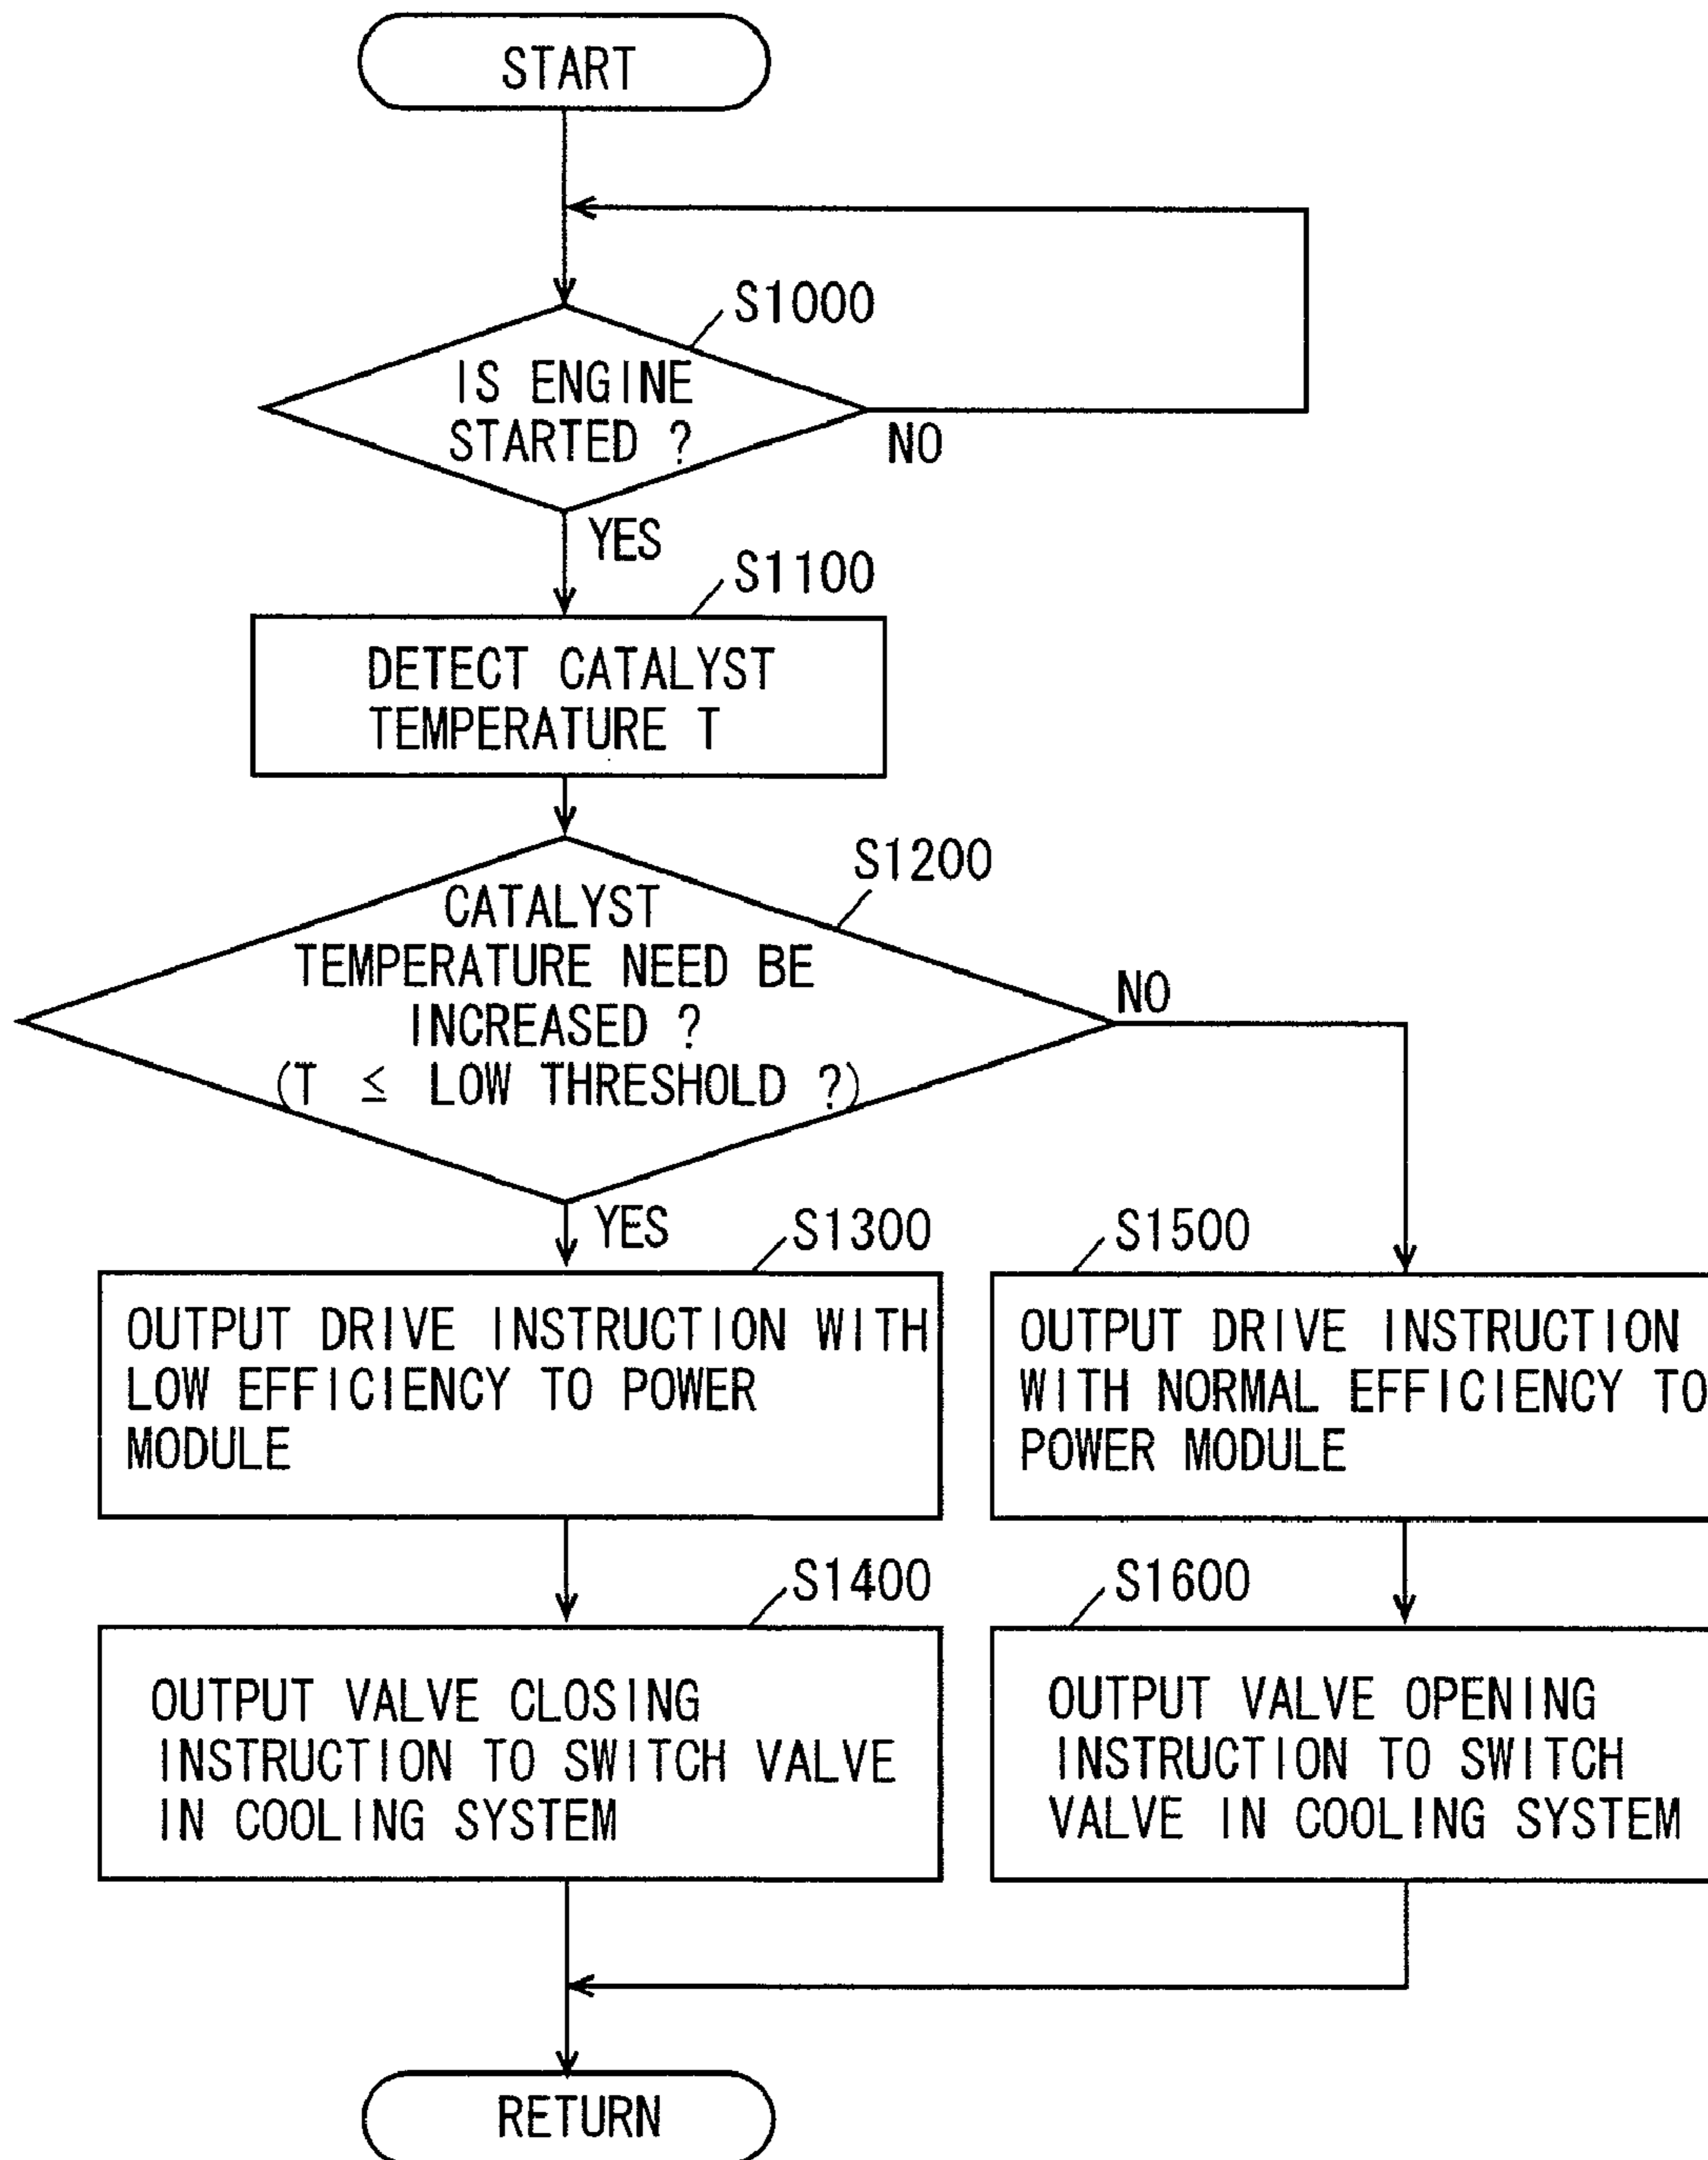 START
S1000
IS ENGINE
STARTED ?
NO
YES
S1100
DETECT CATALYST
TEMPERATURE T
S1200
CATALYST
TEMPERATURE NEED BE
INCREASED ?
(T ≤ LOW THRESHOLD ?)
NO
YES
S1300
OUTPUT DRIVE INSTRUCTION WITH
LOW EFFICIENCY TO POWER
MODULE
S1500
OUTPUT DRIVE INSTRUCTION
WITH NORMAL EFFICIENCY TO
POWER MODULE
S1400
OUTPUT VALVE CLOSING
INSTRUCTION TO SWITCH VALVE
IN COOLING SYSTEM
S1600
OUTPUT VALVE OPENING
INSTRUCTION TO SWITCH
VALVE IN COOLING SYSTEM
RETURN